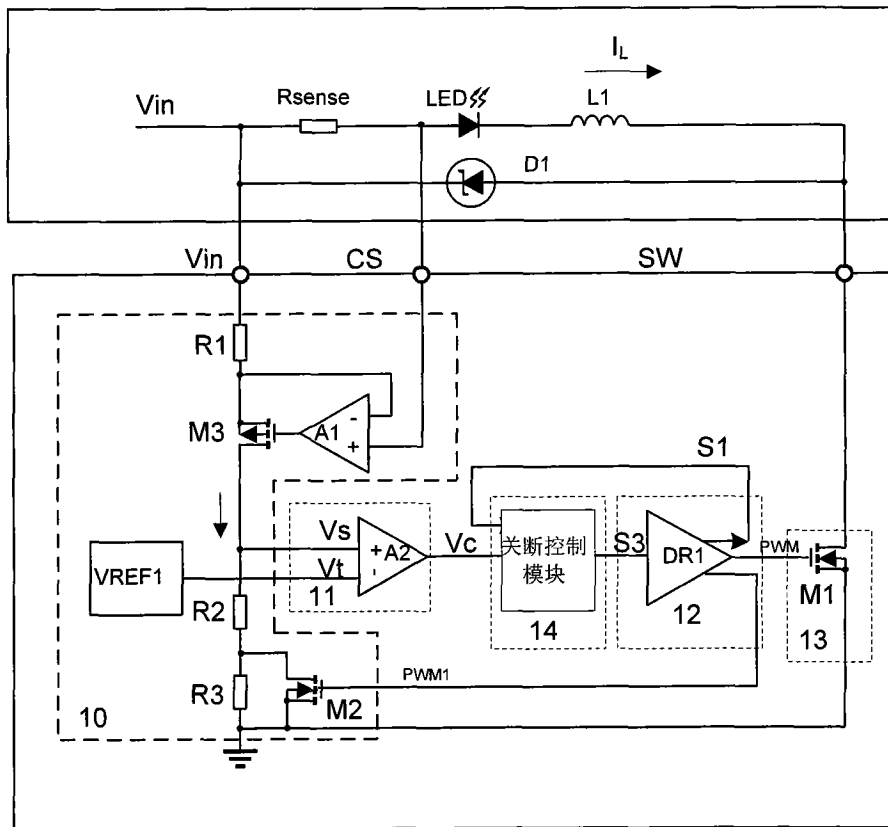 I_L
Vin
Rsense
LED
L1
D1
Vin
CS
SW
R1
M3
A1
-
+
S1
Vs
+
A2
Vc
关断控制
模块
S3
DR1
PWM
VREF1
Vt
-
11
M1
R2
14
12
13
R3
M2
PWM1
10